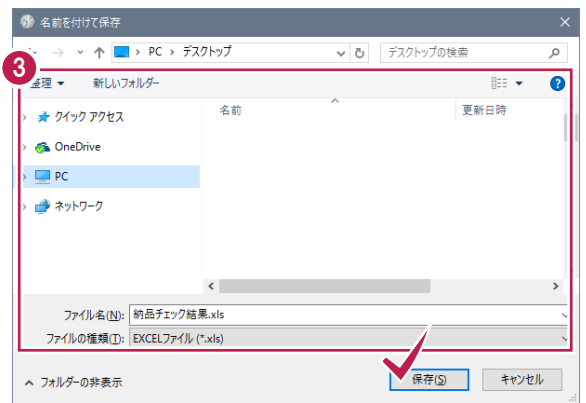 名前を付けて保存
PC › デスクトップ
デスクトップの検索
3
整理 新しいフォルダー
名前 更新日時
クイック アクセス
OneDrive
PC
ネットワーク
ファイル名(N): 納品チェック結果.xls
ファイルの種類(T): EXCELファイル (*.xls)
フォルダーの非表示
保存(S) キャンセル